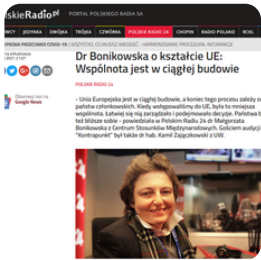 skieRadio.pl PORTAL POLSKIEGO RADIA SA
JEDYNKA DWÓJKA TRÓJKA CZWÓRKA POLSKIE RADIO 24 CHOPIN RADIO POLAND RCKL
Dr Bonikowska o kształcie UE:
Wspólnota jest w ciągłej budowie
POLSKIE RADIO 24
Obserwuj nas na
Google News
- Unia Europejska jest w ciągłej budowie, a koniec tego procesu zależy o
państw członkowskich. Kiedy wstępowaliśmy do UE, była to mniejsza
wspólnota. Łatwiej się nią zarządzało i podejmowało decyzje. Państwa b
też bliższe sobie - powiedziała w Polskim Radiu 24 dr Małgorzata
Bonikowska z Centrum Stosunków Międzynarodowych. Gościem audycji
"Kontrapunkt" był także dr hab. Kamil Zajączkowski z UW.